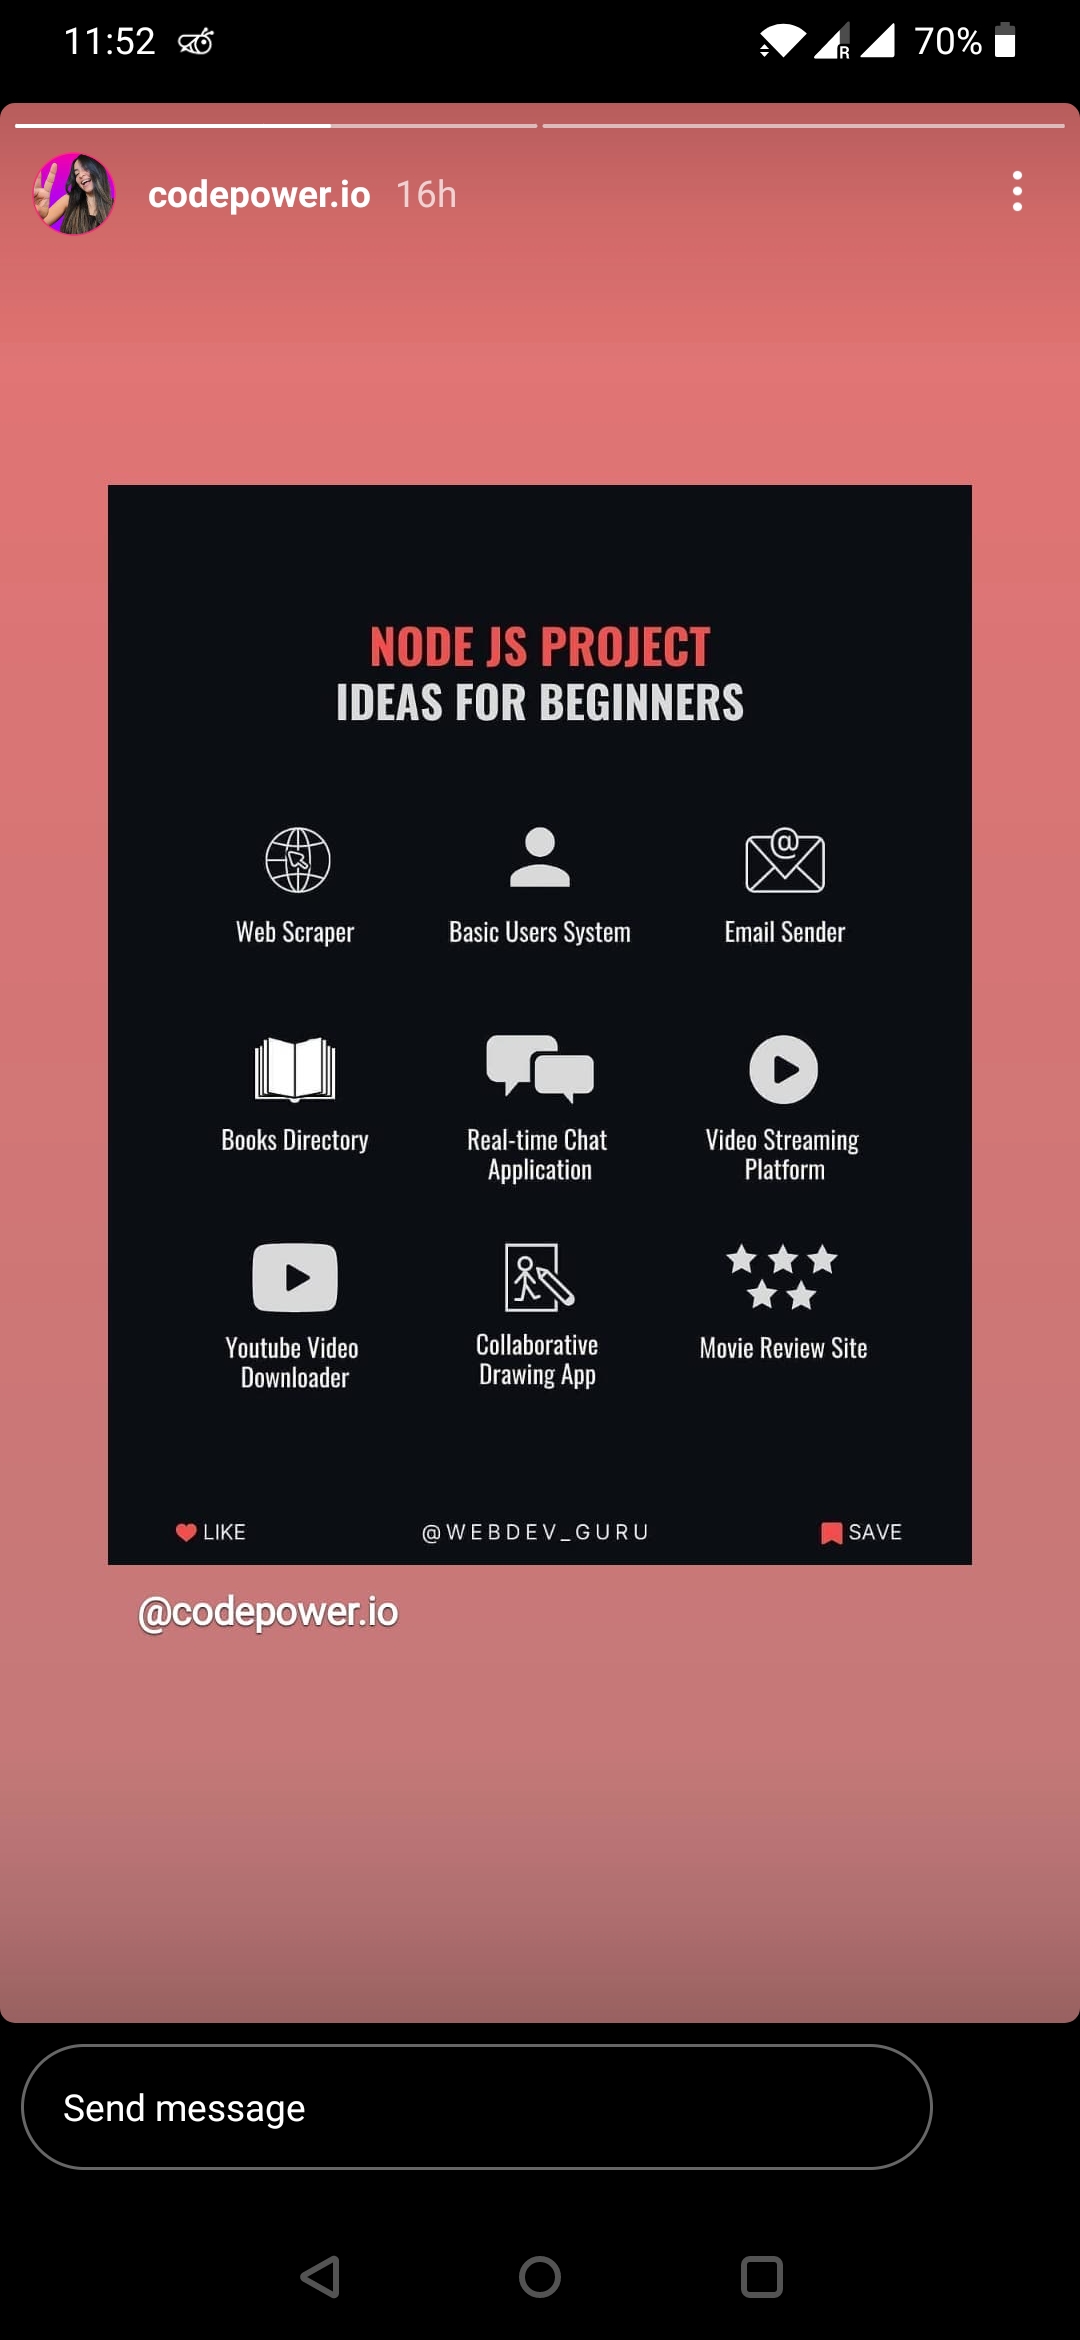 11:52
R
70%
codepower.io 16h
NODE JS PROJECT
IDEAS FOR BEGINNERS
Web Scraper
Basic Users System
@
Email Sender
Books Directory
Real-time Chat
Application
Video Streaming
Platform
Youtube Video
Downloader
Collaborative
Drawing App
Movie Review Site
LIKE
@WEBDEV_GURU
SAVE
@codepower.io
Send message